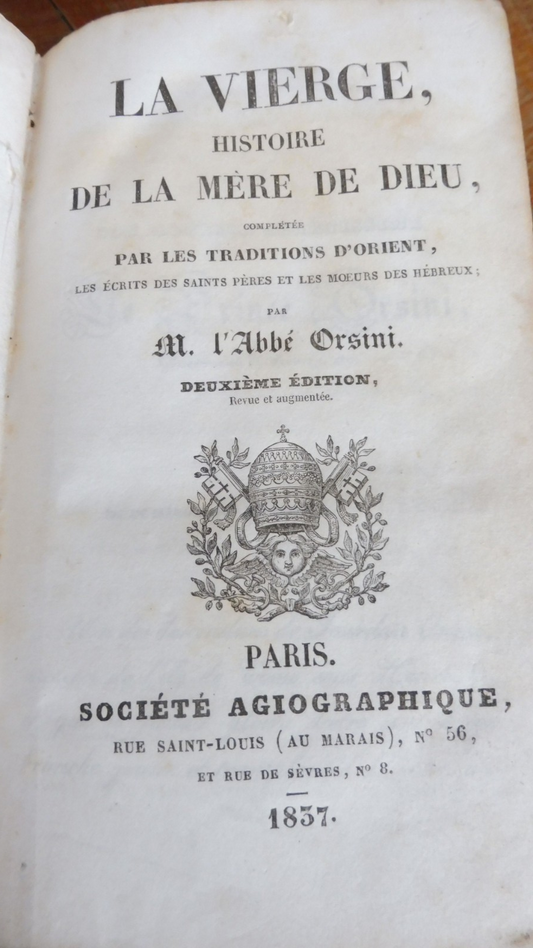 LA VIERGE,
HISTOIRE
DE LA MÈRE DE DIEU,
COMPLÉTÉE
PAR LES TRADITIONS D'ORIENT,
LES ÉCRITS DES SAINTS PÈRES ET LES MOEURS DES HÉBREUX;
PAR
M. l'Abbé Orsini.
DEUXIÈME ÉDITION,
Revue et augmentée.
PARIS.
SOCIÉTÉ AGIOGRAPHIQUE,
RUE SAINT-LOUIS (AU MARAIS), Nº 56,
ET RUE DE SÈVRES, Nº 8.
1837.